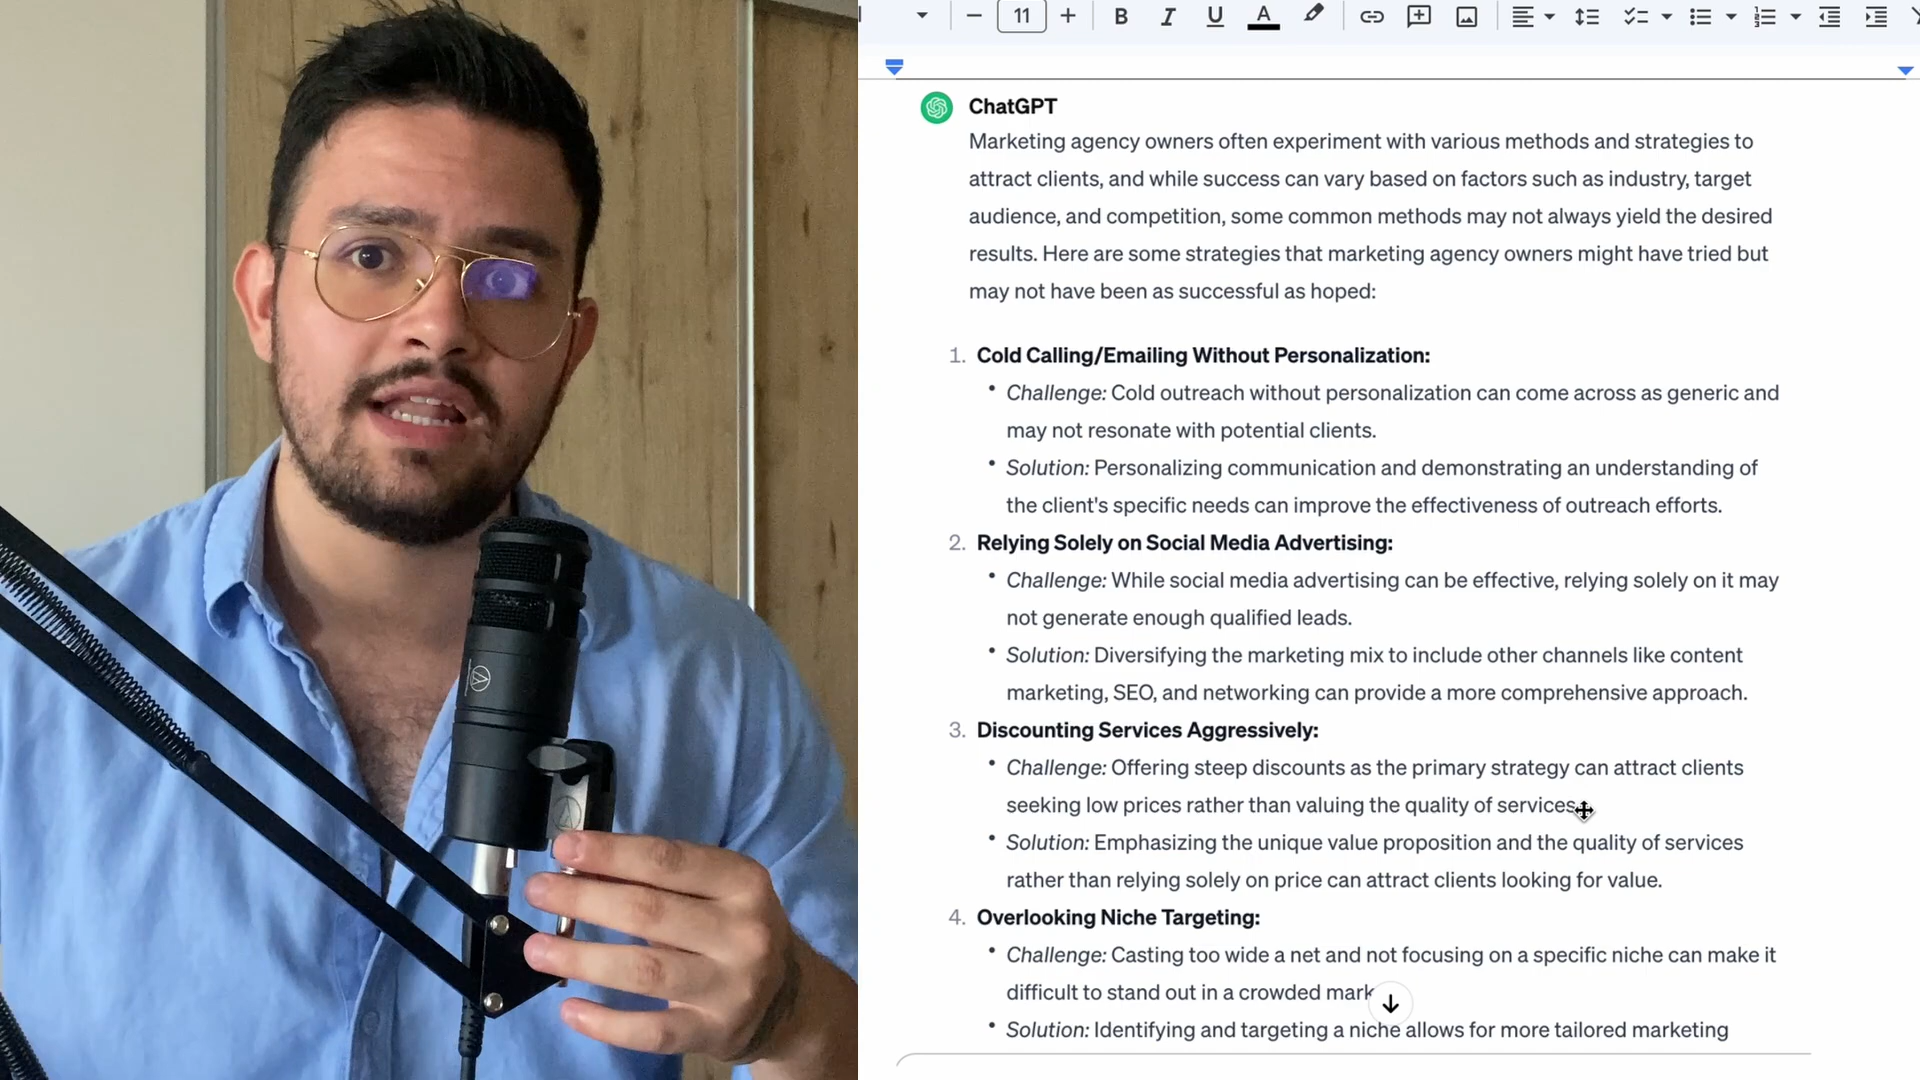 11
B I U A
ChatGPT
Marketing agency owners often experiment with various methods and strategies to
attract clients, and while success can vary based on factors such as industry, target
audience, and competition, some common methods may not always yield the desired
results. Here are some strategies that marketing agency owners might have tried but
may not have been as successful as hoped:
1. Cold Calling/Emailing Without Personalization:
• Challenge: Cold outreach without personalization can come across as generic and
may not resonate with potential clients.
• Solution: Personalizing communication and demonstrating an understanding of
the client's specific needs can improve the effectiveness of outreach efforts.
2. Relying Solely on Social Media Advertising:
• Challenge: While social media advertising can be effective, relying solely on it may
not generate enough qualified leads.
• Solution: Diversifying the marketing mix to include other channels like content
marketing, SEO, and networking can provide a more comprehensive approach.
3. Discounting Services Aggressively:
• Challenge: Offering steep discounts as the primary strategy can attract clients
seeking low prices rather than valuing the quality of services
• Solution: Emphasizing the unique value proposition and the quality of services
rather than relying solely on price can attract clients looking for value.
4. Overlooking Niche Targeting:
• Challenge: Casting too wide a net and not focusing on a specific niche can make it
difficult to stand out in a crowded mark
• Solution: Identifying and targeting a niche allows for more tailored marketing